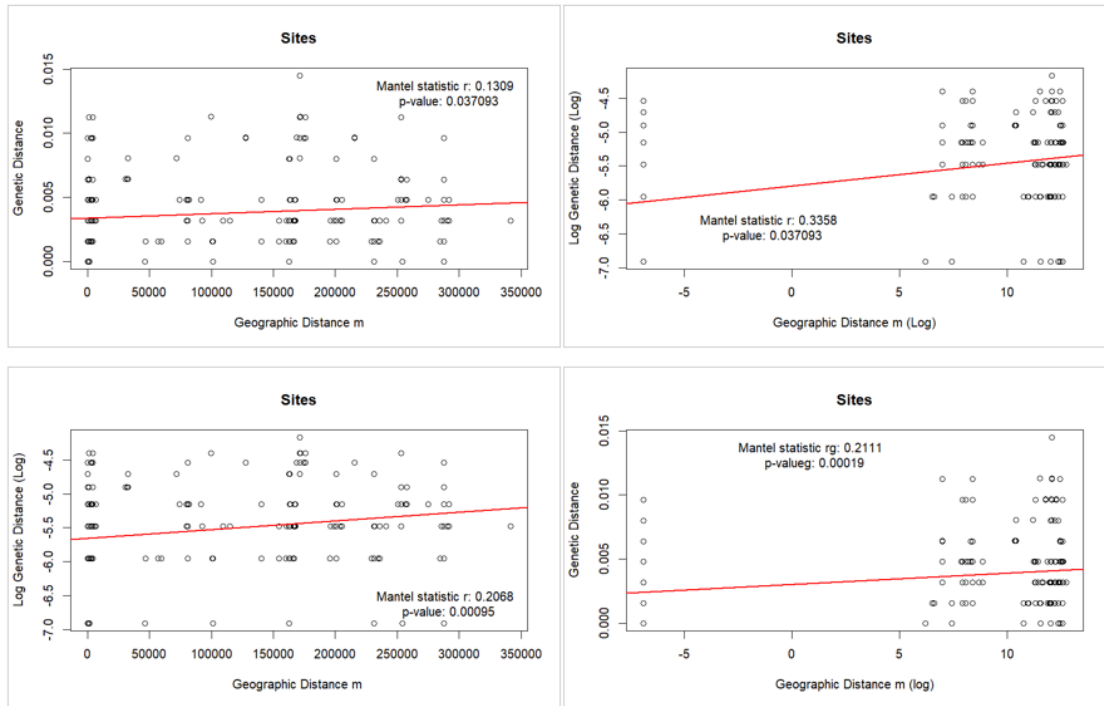 Sites
Mantel statistic r: 0.1309
p-value: 0.037093
Genetic Distance
0.015
0.010
0.005
0.000
0 50000 100000 150000 200000 250000 300000 350000
Geographic Distance m
Sites
Log Genetic Distance (Log)
-4.5
-5.0
-5.5
-6.0
-6.5
-7.0
Mantel statistic r: 0.3358
p-value: 0.037093
-5 0 5 10
Geographic Distance m (Log)
Sites
Log Genetic Distance (Log)
-4.5
-5.0
-5.5
-6.0
-6.5
-7.0
Mantel statistic r: 0.2068
p-value: 0.00095
0 50000 100000 150000 200000 250000 300000 350000
Geographic Distance m
Sites
Mantel statistic rg: 0.2111
p-valueg: 0.00019
Genetic Distance
0.015
0.010
0.005
0.000
-5 0 5 10
Geographic Distance m (log)